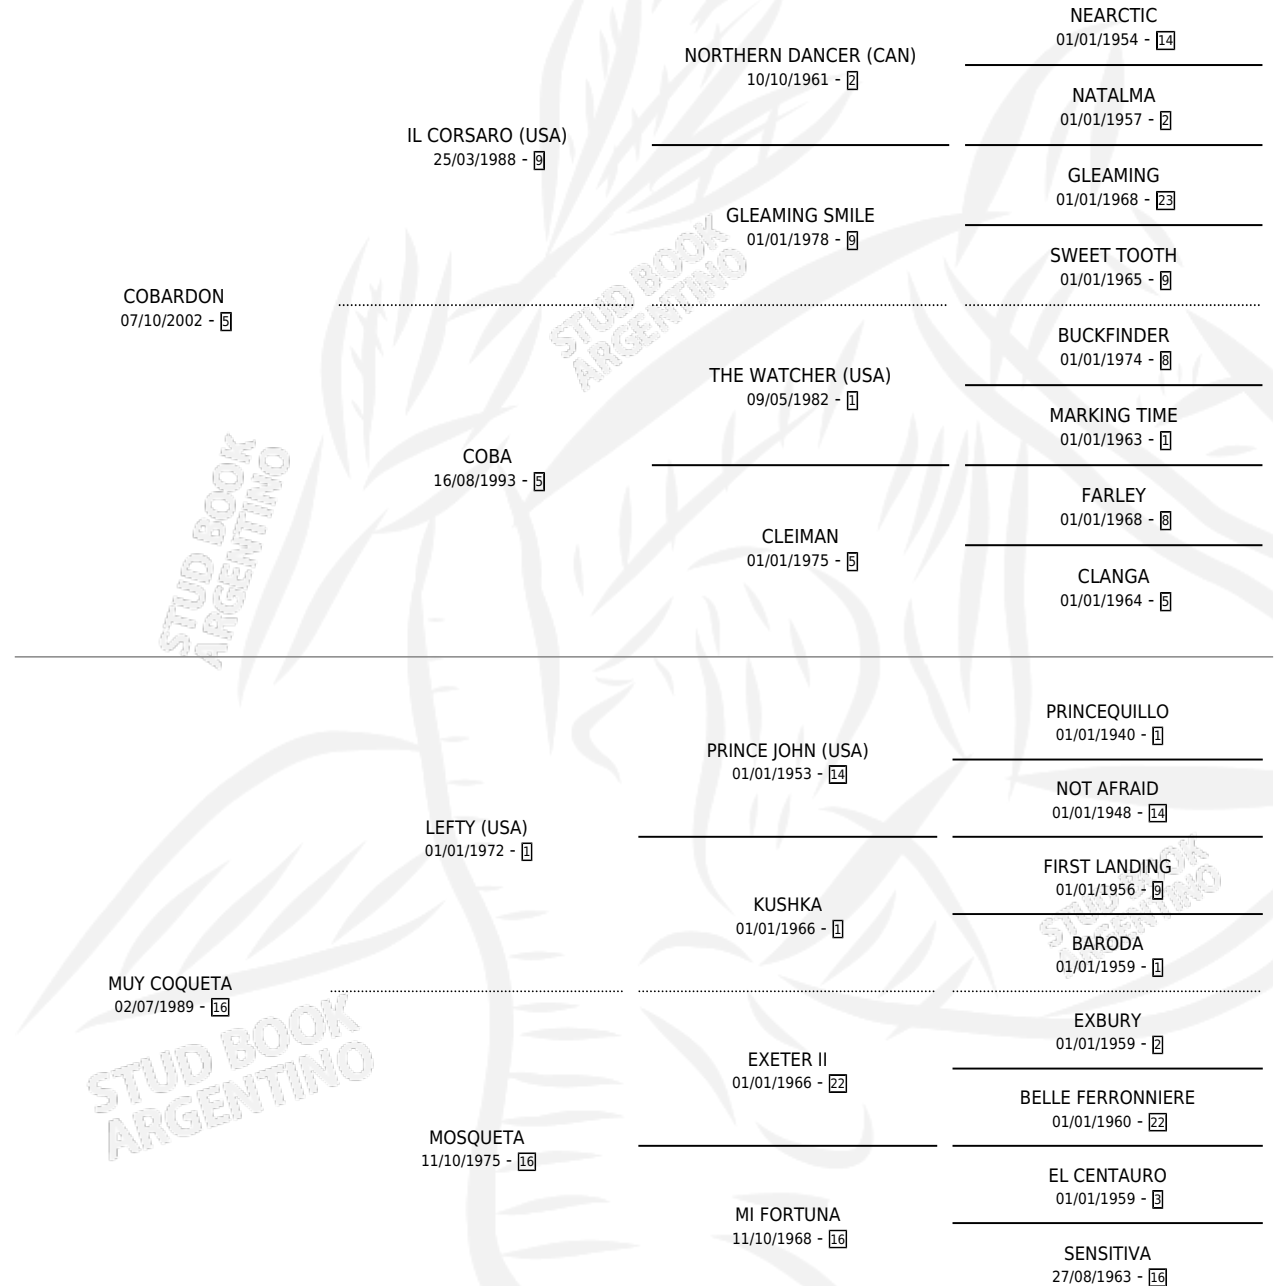 NEARCTIC
01/01/1954 - 14
NORTHERN DANCER (CAN)
10/10/1961 - 2
NATALMA
01/01/1957 - 2
IL CORSARO (USA)
25/03/1988 - 9
GLEAMING
01/01/1968 - 23
GLEAMING SMILE
01/01/1978 - 9
SWEET TOOTH
01/01/1965 - 9
COBARDON
07/10/2002 - 5
STUD BOOK
ARGENTINO
BUCKFINDER
01/01/1974 - 8
THE WATCHER (USA)
09/05/1982 - 1
MARKING TIME
01/01/1963 - 1
COBA
16/08/1993 - 5
FARLEY
01/01/1968 - 8
CLEIMAN
01/01/1975 - 5
CLANGA
01/01/1964 - 5
STUD BOOK
ARGENTINO
PRINCEQUILLO
01/01/1940 - 1
PRINCE JOHN (USA)
01/01/1953 - 14
NOT AFRAID
01/01/1948 - 14
LEFTY (USA)
01/01/1972 - 1
FIRST LANDING
01/01/1956 - 9
KUSHKA
01/01/1966 - 1
BARODA
01/01/1959 - 1
STUD BOOK
ARGENTINO
MUY COQUETA
02/07/1989 - 16
EXBURY
01/01/1959 - 2
EXETER II
01/01/1966 - 22
BELLE FERRONNIERE
01/01/1960 - 22
STUD BOOK
ARGENTINO
MOSQUETA
11/10/1975 - 16
EL CENTAURO
01/01/1959 - 3
MI FORTUNA
11/10/1968 - 16
SENSITIVA
27/08/1963 - 16